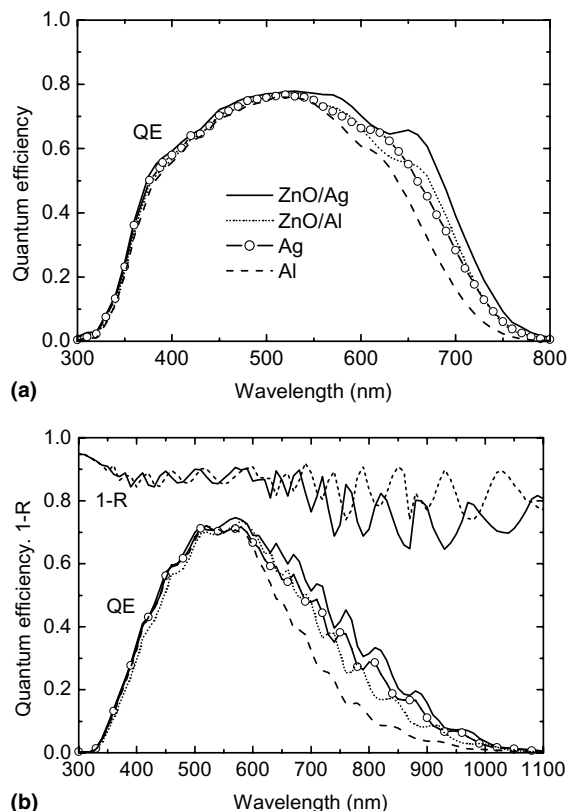 1.0
0.8
0.6
0.4
0.2
0.0
Quantum efficiency
QE
ZnO/Ag
ZnO/Al
Ag
Al
300 400 500 600 700 800
Wavelength (nm)
(a)
1.0
0.8
0.6
0.4
0.2
0.0
Quantum efficiency. 1-R
1-R
QE
300 400 500 600 700 800 900 1000 1100
Wavelength (nm)
(b)